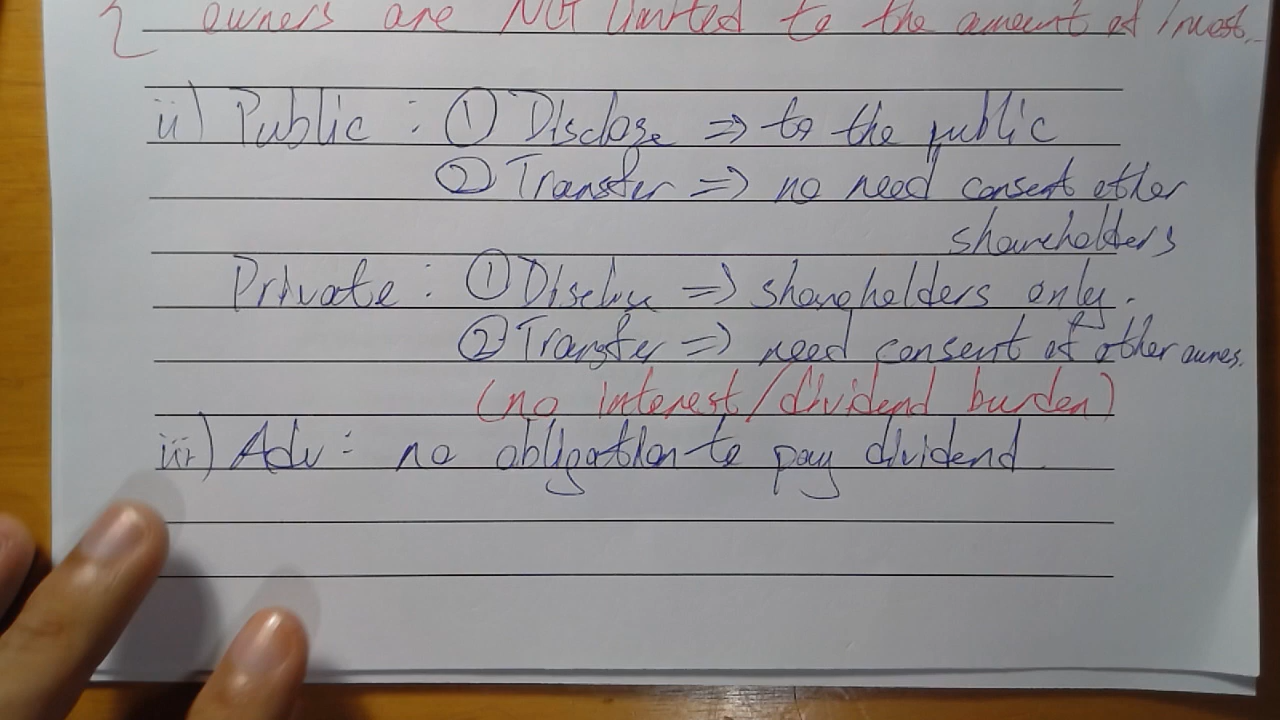 owners are NOT limited to the amount of invest.
ii) Public : ① Disclose => to the public
② Transfer => no need consent other
shareholders
Private : ① Disclose => shareholders only.
② Transfer => need consent of other
(no interest/dividend burden)
iii) Adv : no obligation to pay dividend